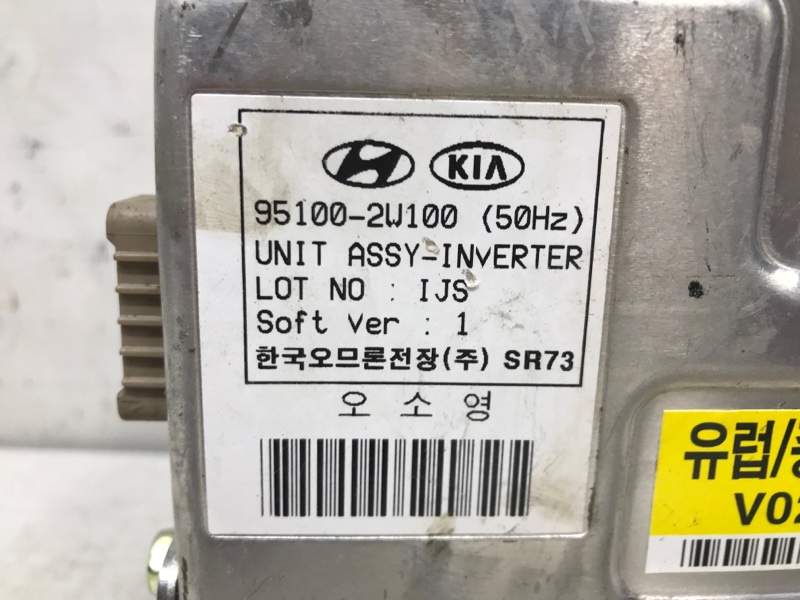 KIA
95100-2W100 (50Hz)
UNIT ASSY-INVERTER
LOT NO : IJS
Soft Ver : 1
한국오므론전장(주) SR73
오 소 영
유럽/
V02